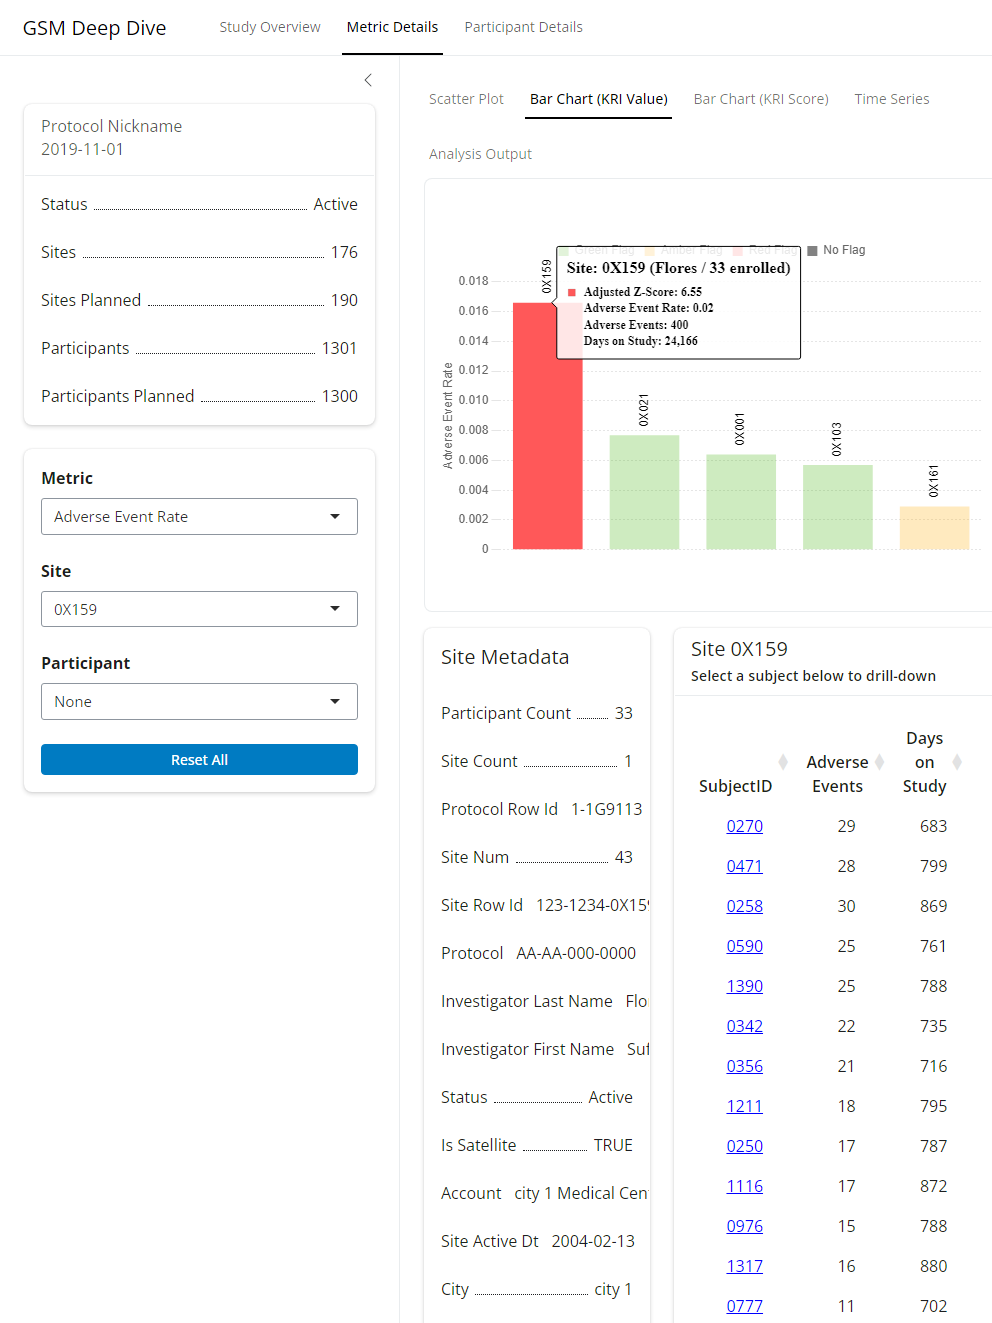 GSM Deep Dive Study Overview Metric Details Participant Details
Protocol Nickname
2019-11-01
Status Active
Sites 176
Sites Planned 190
Participants 1301
Participants Planned 1300
Metric
Adverse Event Rate
Site
0X159
Participant
None
Reset All
Scatter Plot Bar Chart (KRI Value) Bar Chart (KRI Score) Time Series
Analysis Output
Green Flag Amber Flag Red Flag No Flag
Site: 0X159 (Flores / 33 enrolled)
Adjusted Z-Score: 6.55
Adverse Event Rate: 0.02
Adverse Events: 400
Days on Study: 24,166
Adverse Event Rate
0.018
0.016
0.014
0.012
0.010
0.008
0.006
0.004
0.002
0
0X159
0X021
0X001
0X103
0X161
Site Metadata
Participant Count 33
Site Count 1
Protocol Row Id 1-1G9113
Site Num 43
Site Row Id 123-1234-0X159
Protocol AA-AA-000-0000
Investigator Last Name Flo
Investigator First Name Suf
Status Active
Is Satellite TRUE
Account city 1 Medical Cen
Site Active Dt 2004-02-13
City city 1
Site 0X159
Select a subject below to drill-down
SubjectID Adverse Events Days on Study
0270 29 683
0471 28 799
0258 30 869
0590 25 761
1390 25 788
0342 22 735
0356 21 716
1211 18 795
0250 17 787
1116 17 872
0976 15 788
1317 16 880
0777 11 702